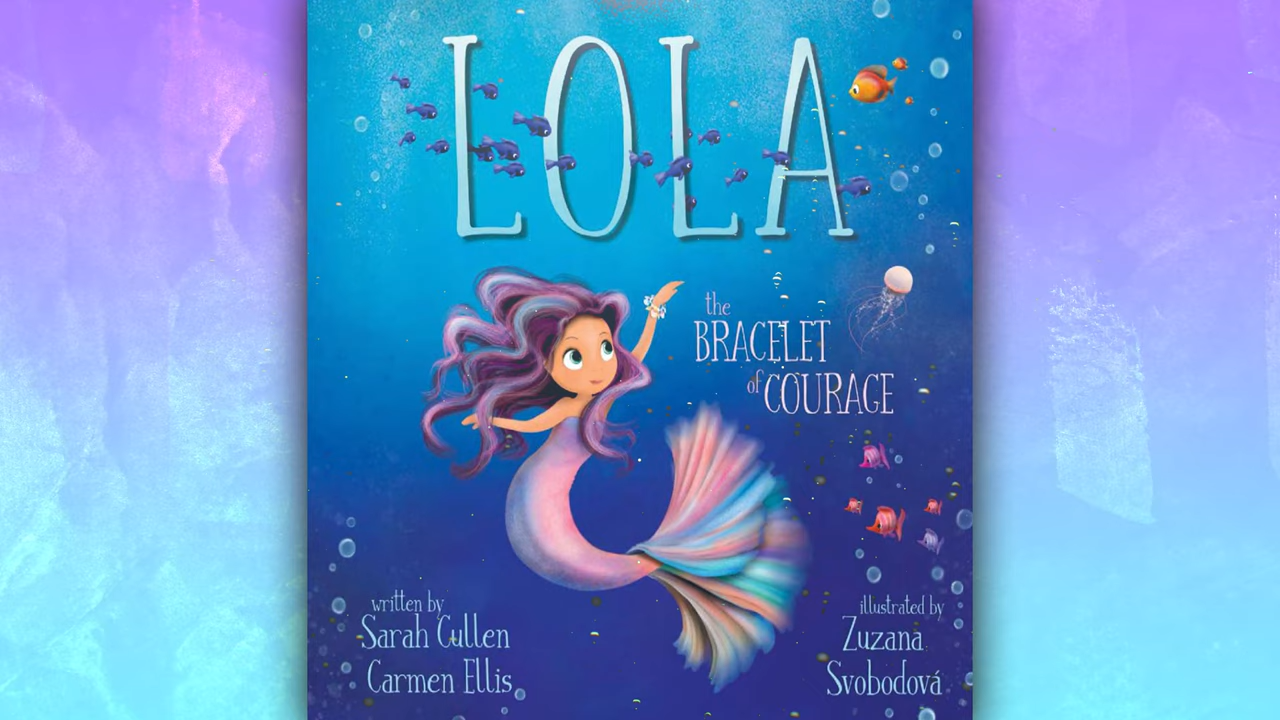 LOLA
the
BRACELET
of COURAGE
written by
Sarah Cullen
Carmen Ellis
illustrated by
Zuzana
Svobodová